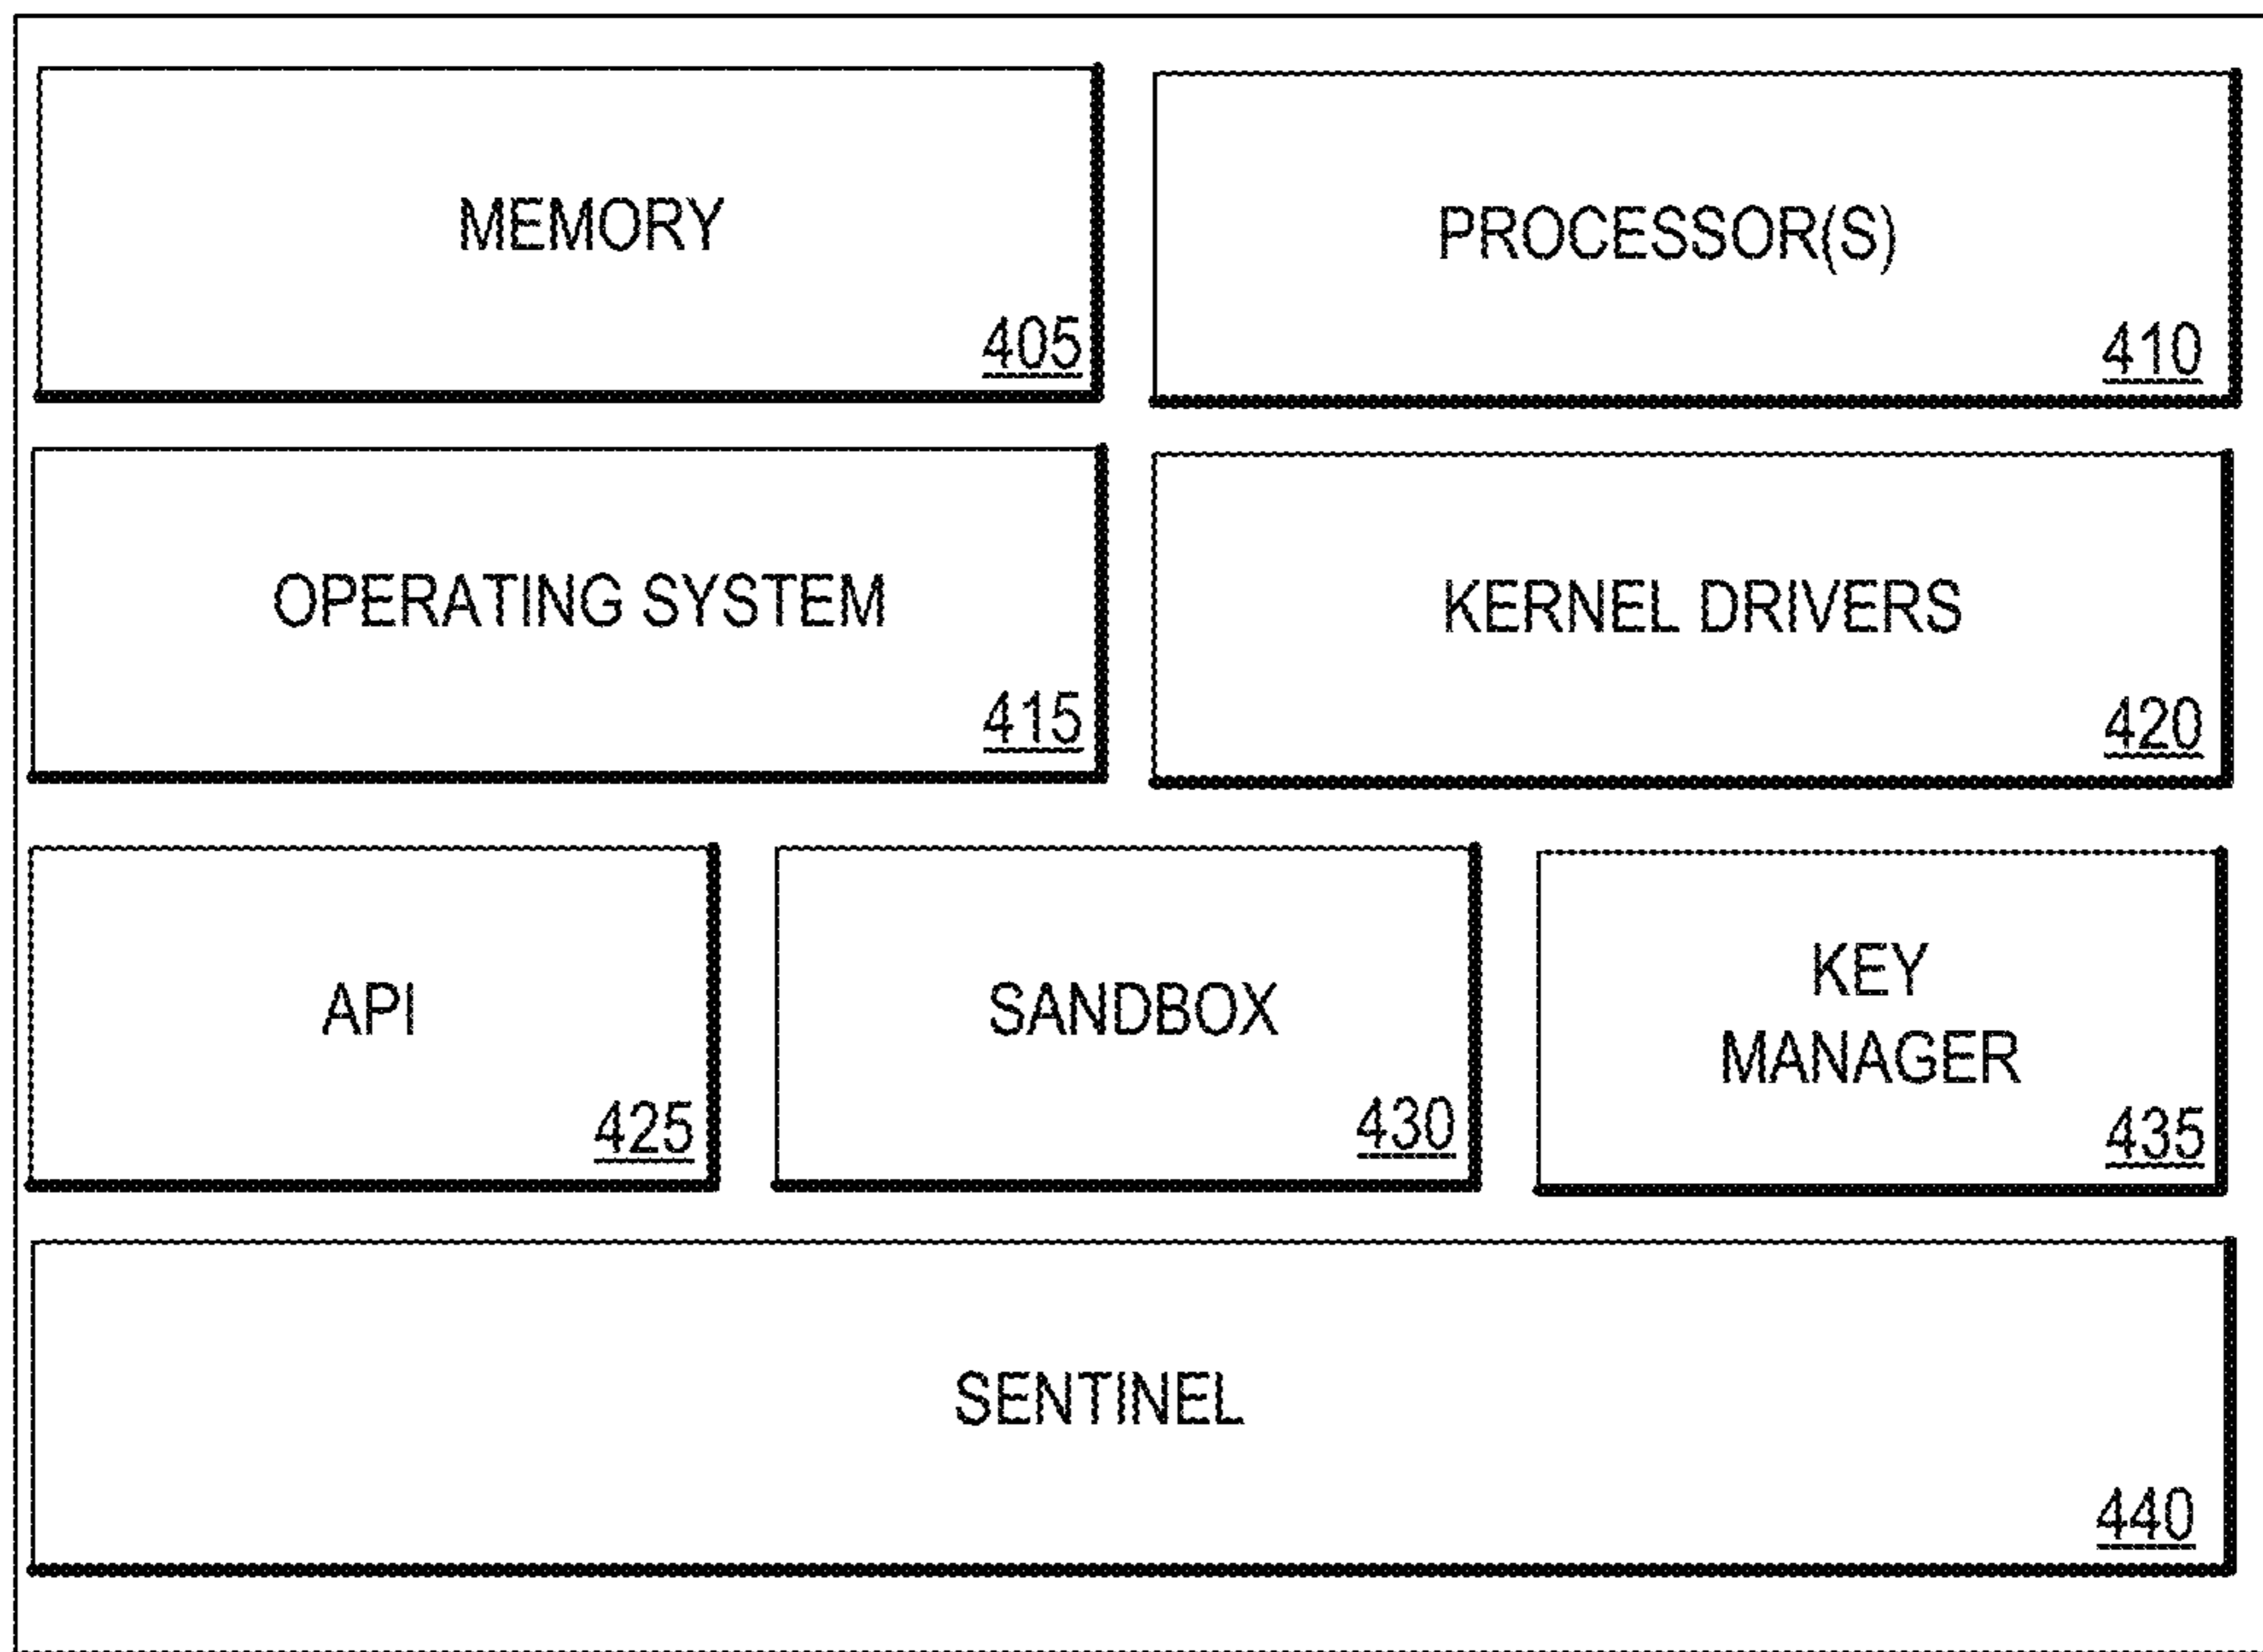 MEMORY
405
PROCESSOR(S)
410
OPERATING SYSTEM
415
KERNEL DRIVERS
420
API
425
SANDBOX
430
KEY
MANAGER
435
SENTINEL
440